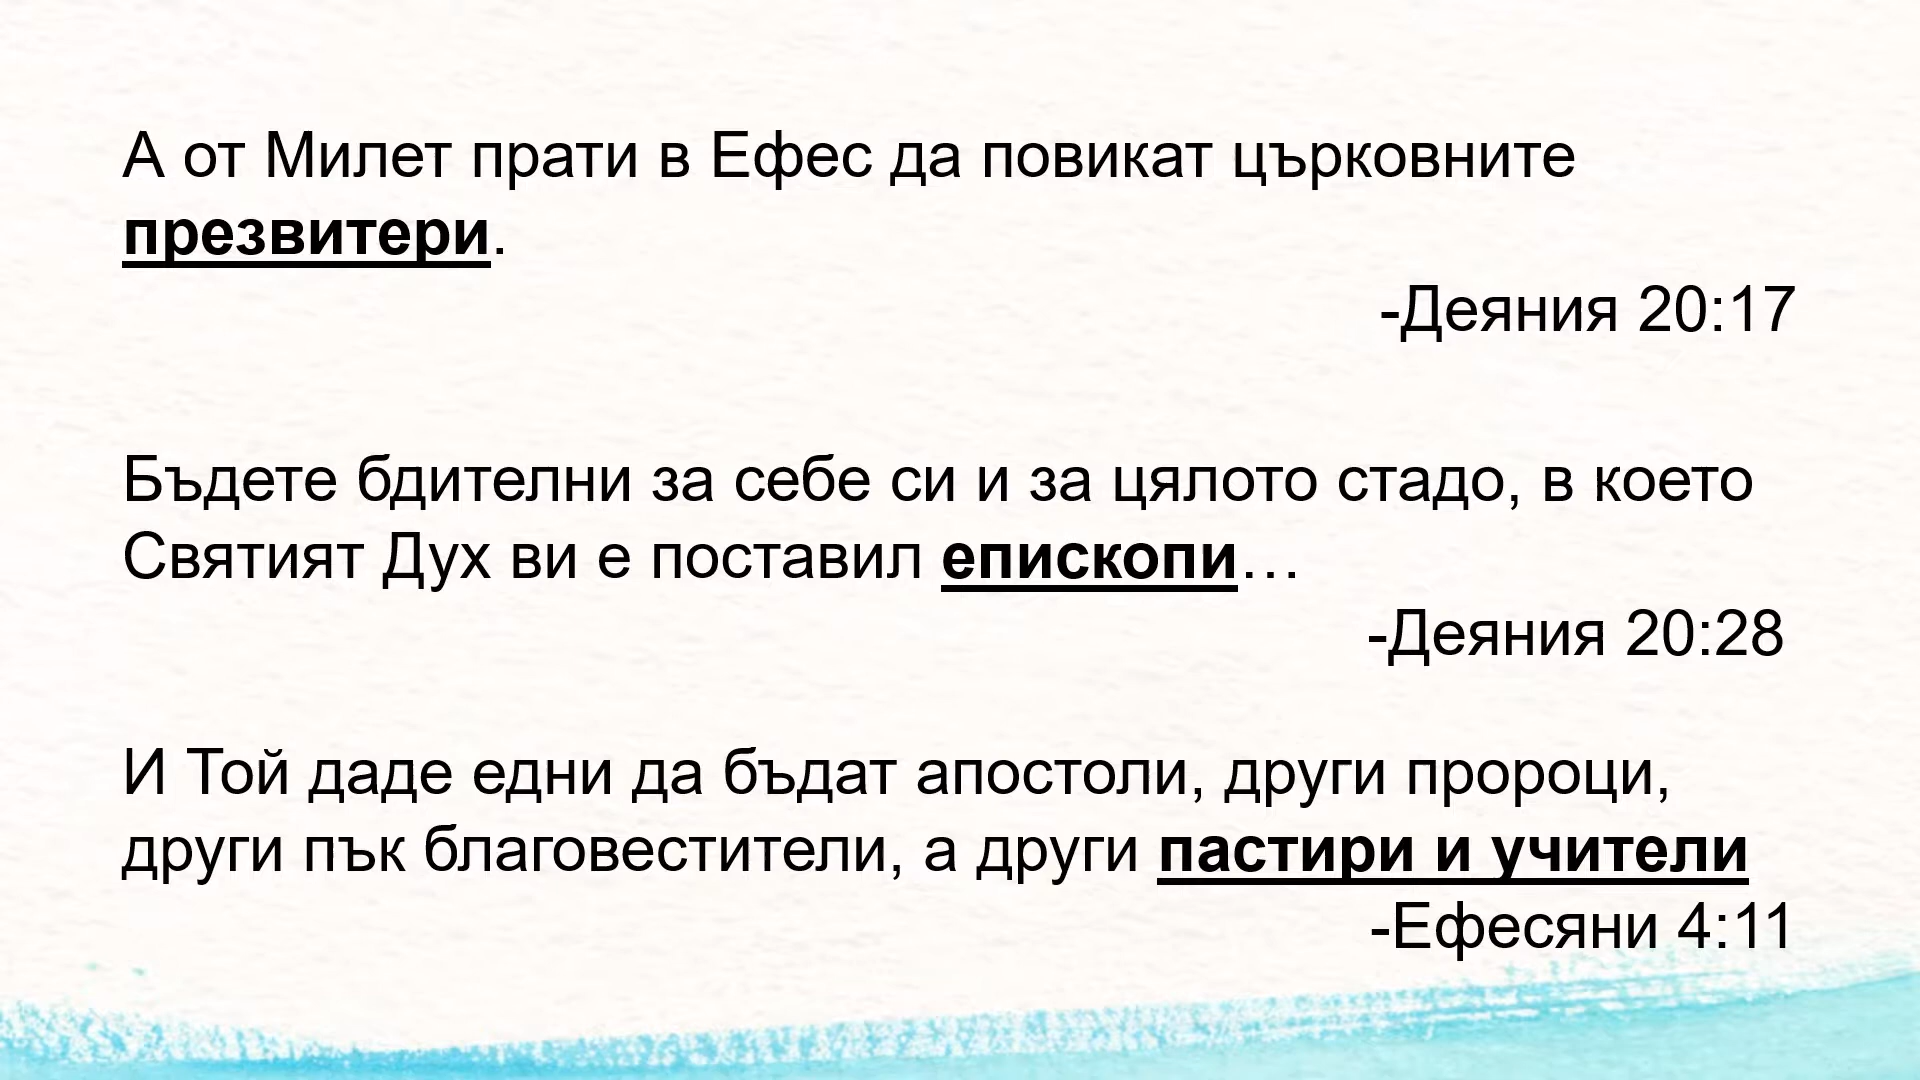 А от Милет прати в Ефес да повикат църковните
презвитери.
-Деяния 20:17
Бъдете бдителни за себе си и за цялото стадо, в което
Святият Дух ви е поставил епископи…
-Деяния 20:28
И Той даде едни да бъдат апостоли, други пророци,
други пък благовестители, а други пастири и учители
-Ефесяни 4:11